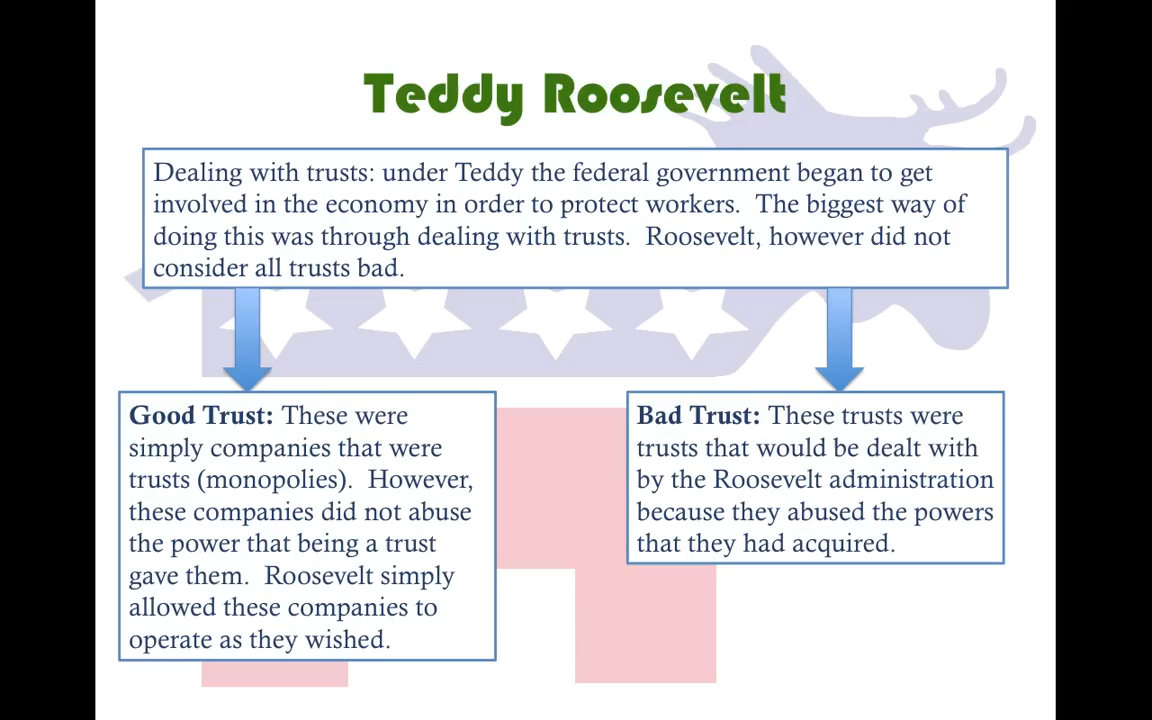 Teddy Roosevelt
Dealing with trusts: under Teddy the federal government began to get
involved in the economy in order to protect workers.  The biggest way of
doing this was through dealing with trusts.  Roosevelt, however did not
consider all trusts bad.
Good Trust: These were
simply companies that were
trusts (monopolies).  However,
these companies did not abuse
the power that being a trust
gave them.  Roosevelt simply
allowed these companies to
operate as they wished.
Bad Trust: These trusts were
trusts that would be dealt with
by the Roosevelt administration
because they abused the powers
that they had acquired.